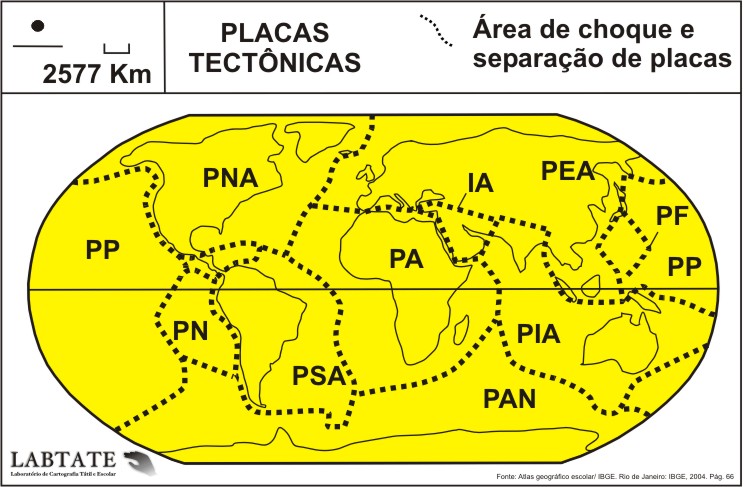 2577 Km
PLACAS
TECTÔNICAS
Área de choque e
separação de placas
PNA
IA
PEA
PF
PP
PA
PP
PN
PIA
PSA
PAN
LABTATE
Laboratório de Cartografia Tátil e Escolar
Fonte: Atlas geográfico escolar/ IBGE. Rio de Janeiro: IBGE, 2004. Pág. 66